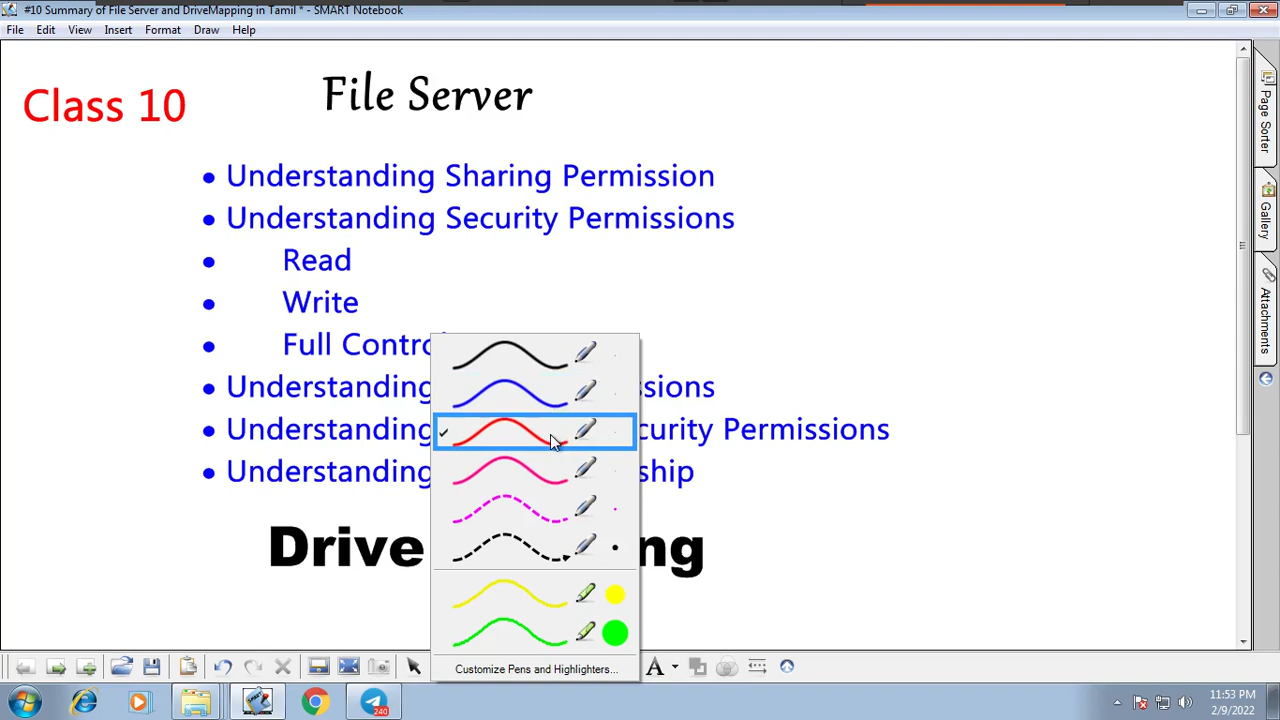 #10 Summary of File Server and DriveMapping in Tamil * - SMART Notebook
File Edit View Insert Format Draw Help
Class 10
File Server
• Understanding Sharing Permission
• Understanding Security Permissions
• Read
• Write
• Full Contro
• Understanding ssions
• Understanding curity Permissions
• Understanding ship
Drive ng
Page Sorter
Gallery
Attachments
Customize Pens and Highlighters...
A
240
11:53 PM
2/9/2022